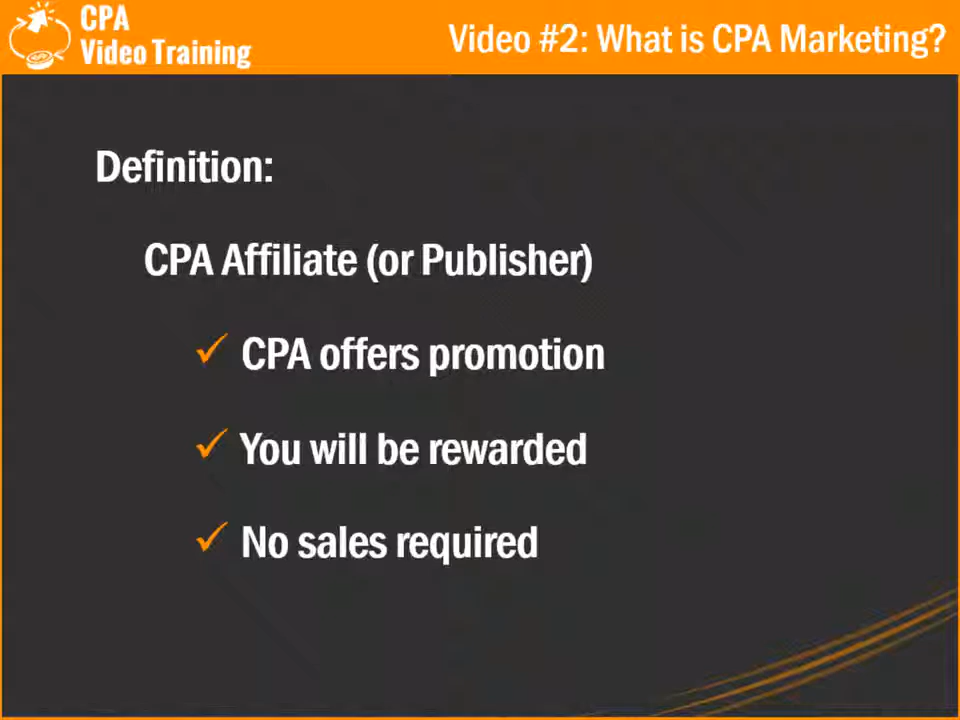 CPA
Video Training
Video #2: What is CPA Marketing?
Definition:
CPA Affiliate (or Publisher)
CPA offers promotion
You will be rewarded
No sales required